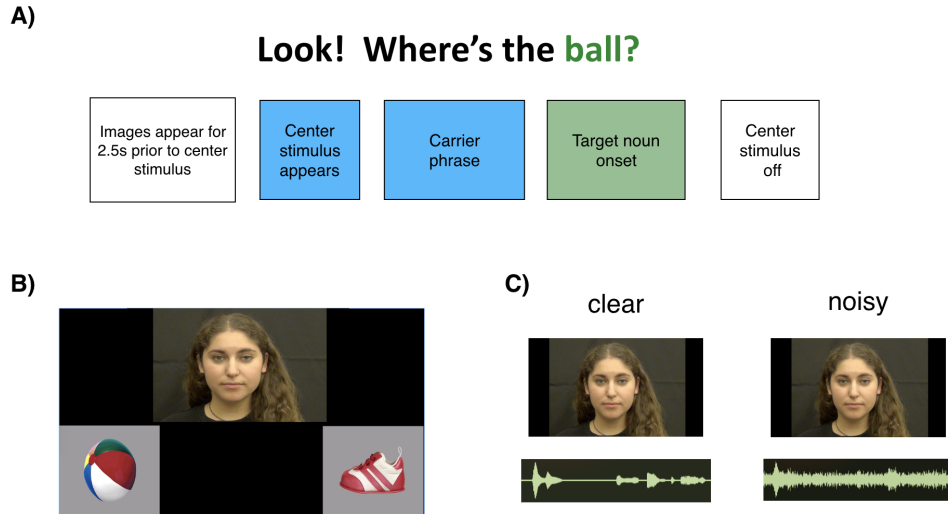 A)
Look! Where's the ball?
Images appear for
2.5s prior to center
stimulus
Center
stimulus
appears
Carrier
phrase
Target noun
onset
Center
stimulus
off
B)
C)
clear
noisy